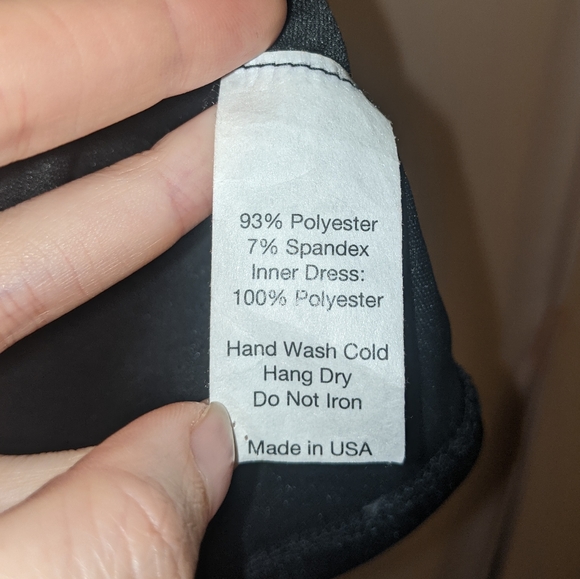 93% Polyester
7% Spandex
Inner Dress:
100% Polyester
Hand Wash Cold
Hang Dry
Do Not Iron
Made in USA